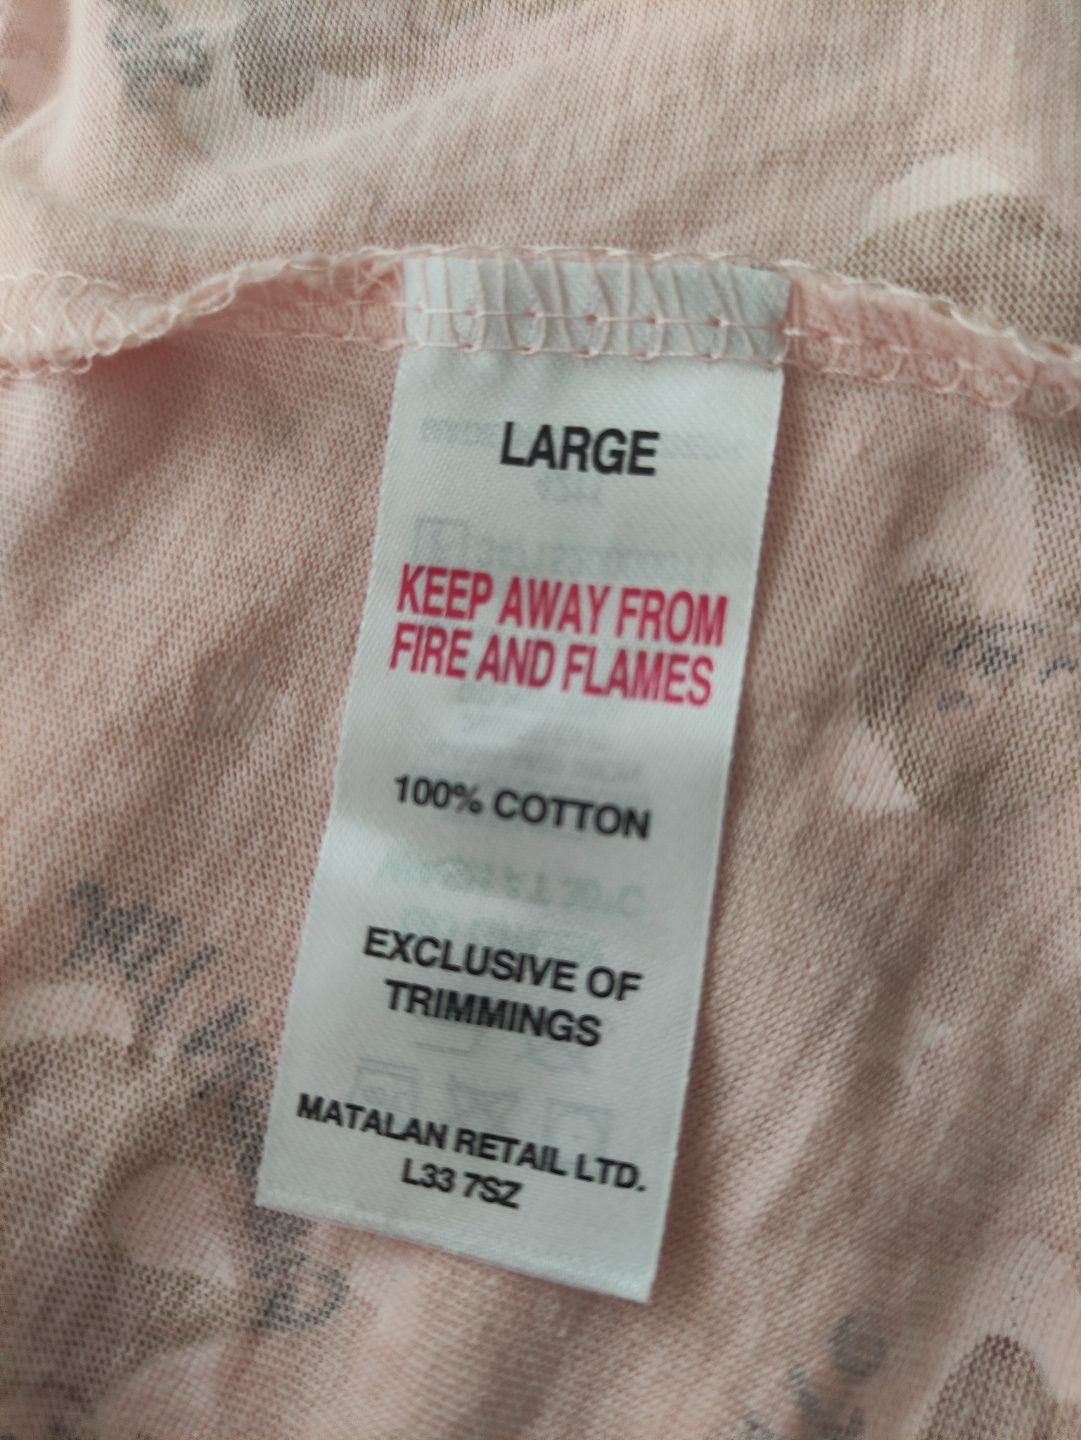 LARGE
KEEP AWAY FROM
FIRE AND FLAMES
100% COTTON
EXCLUSIVE OF
TRIMMINGS
MATALAN RETAIL LTD.
L33 7SZ